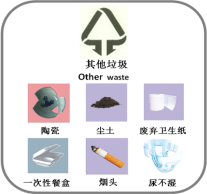 其他垃圾
Other waste
陶瓷 尘土 废弃卫生纸
一次性餐盒 烟头 尿不湿